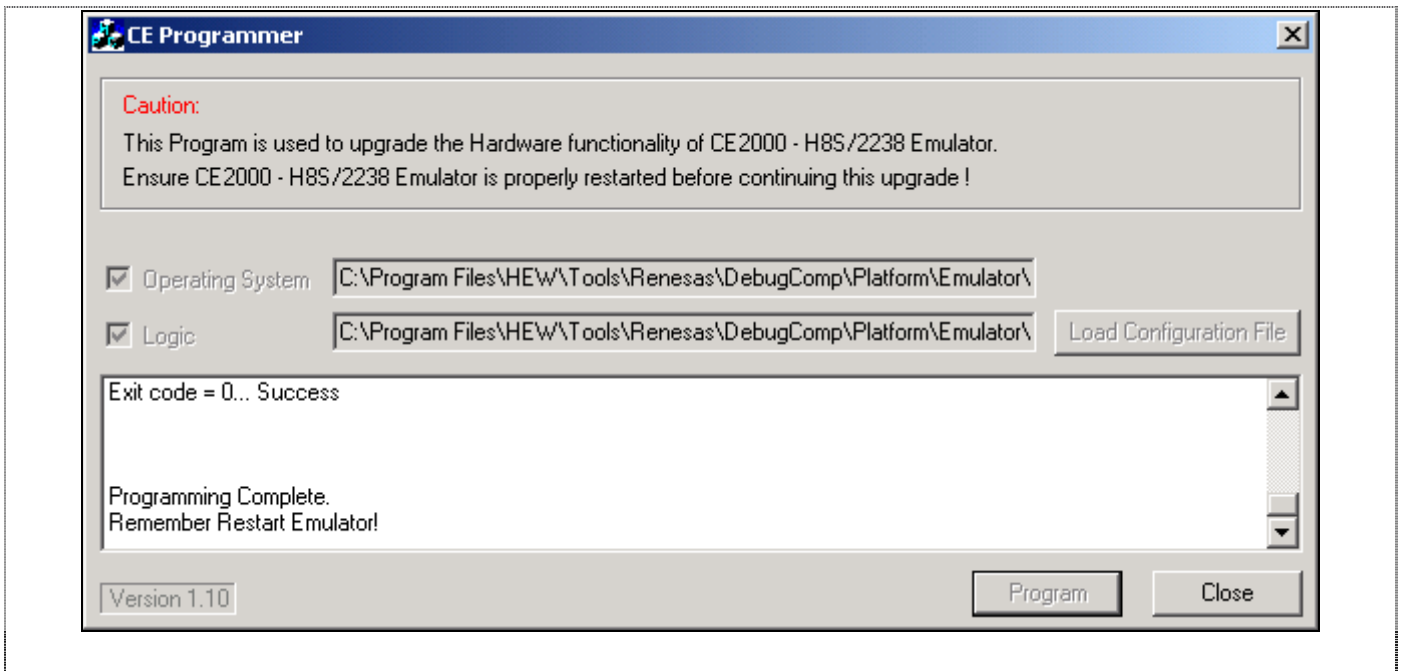 CE Programmer
Caution:
This Program is used to upgrade the Hardware functionality of CE2000 - H8S/2238 Emulator.
Ensure CE2000 - H8S/2238 Emulator is properly restarted before continuing this upgrade !
Operating System C:\Program Files\HEW\Tools\Renesas\DebugComp\Platform\Emulator\
Logic C:\Program Files\HEW\Tools\Renesas\DebugComp\Platform\Emulator\ Load Configuration File
Exit code = 0... Success
Programming Complete.
Remember Restart Emulator!
Version 1.10 Program Close